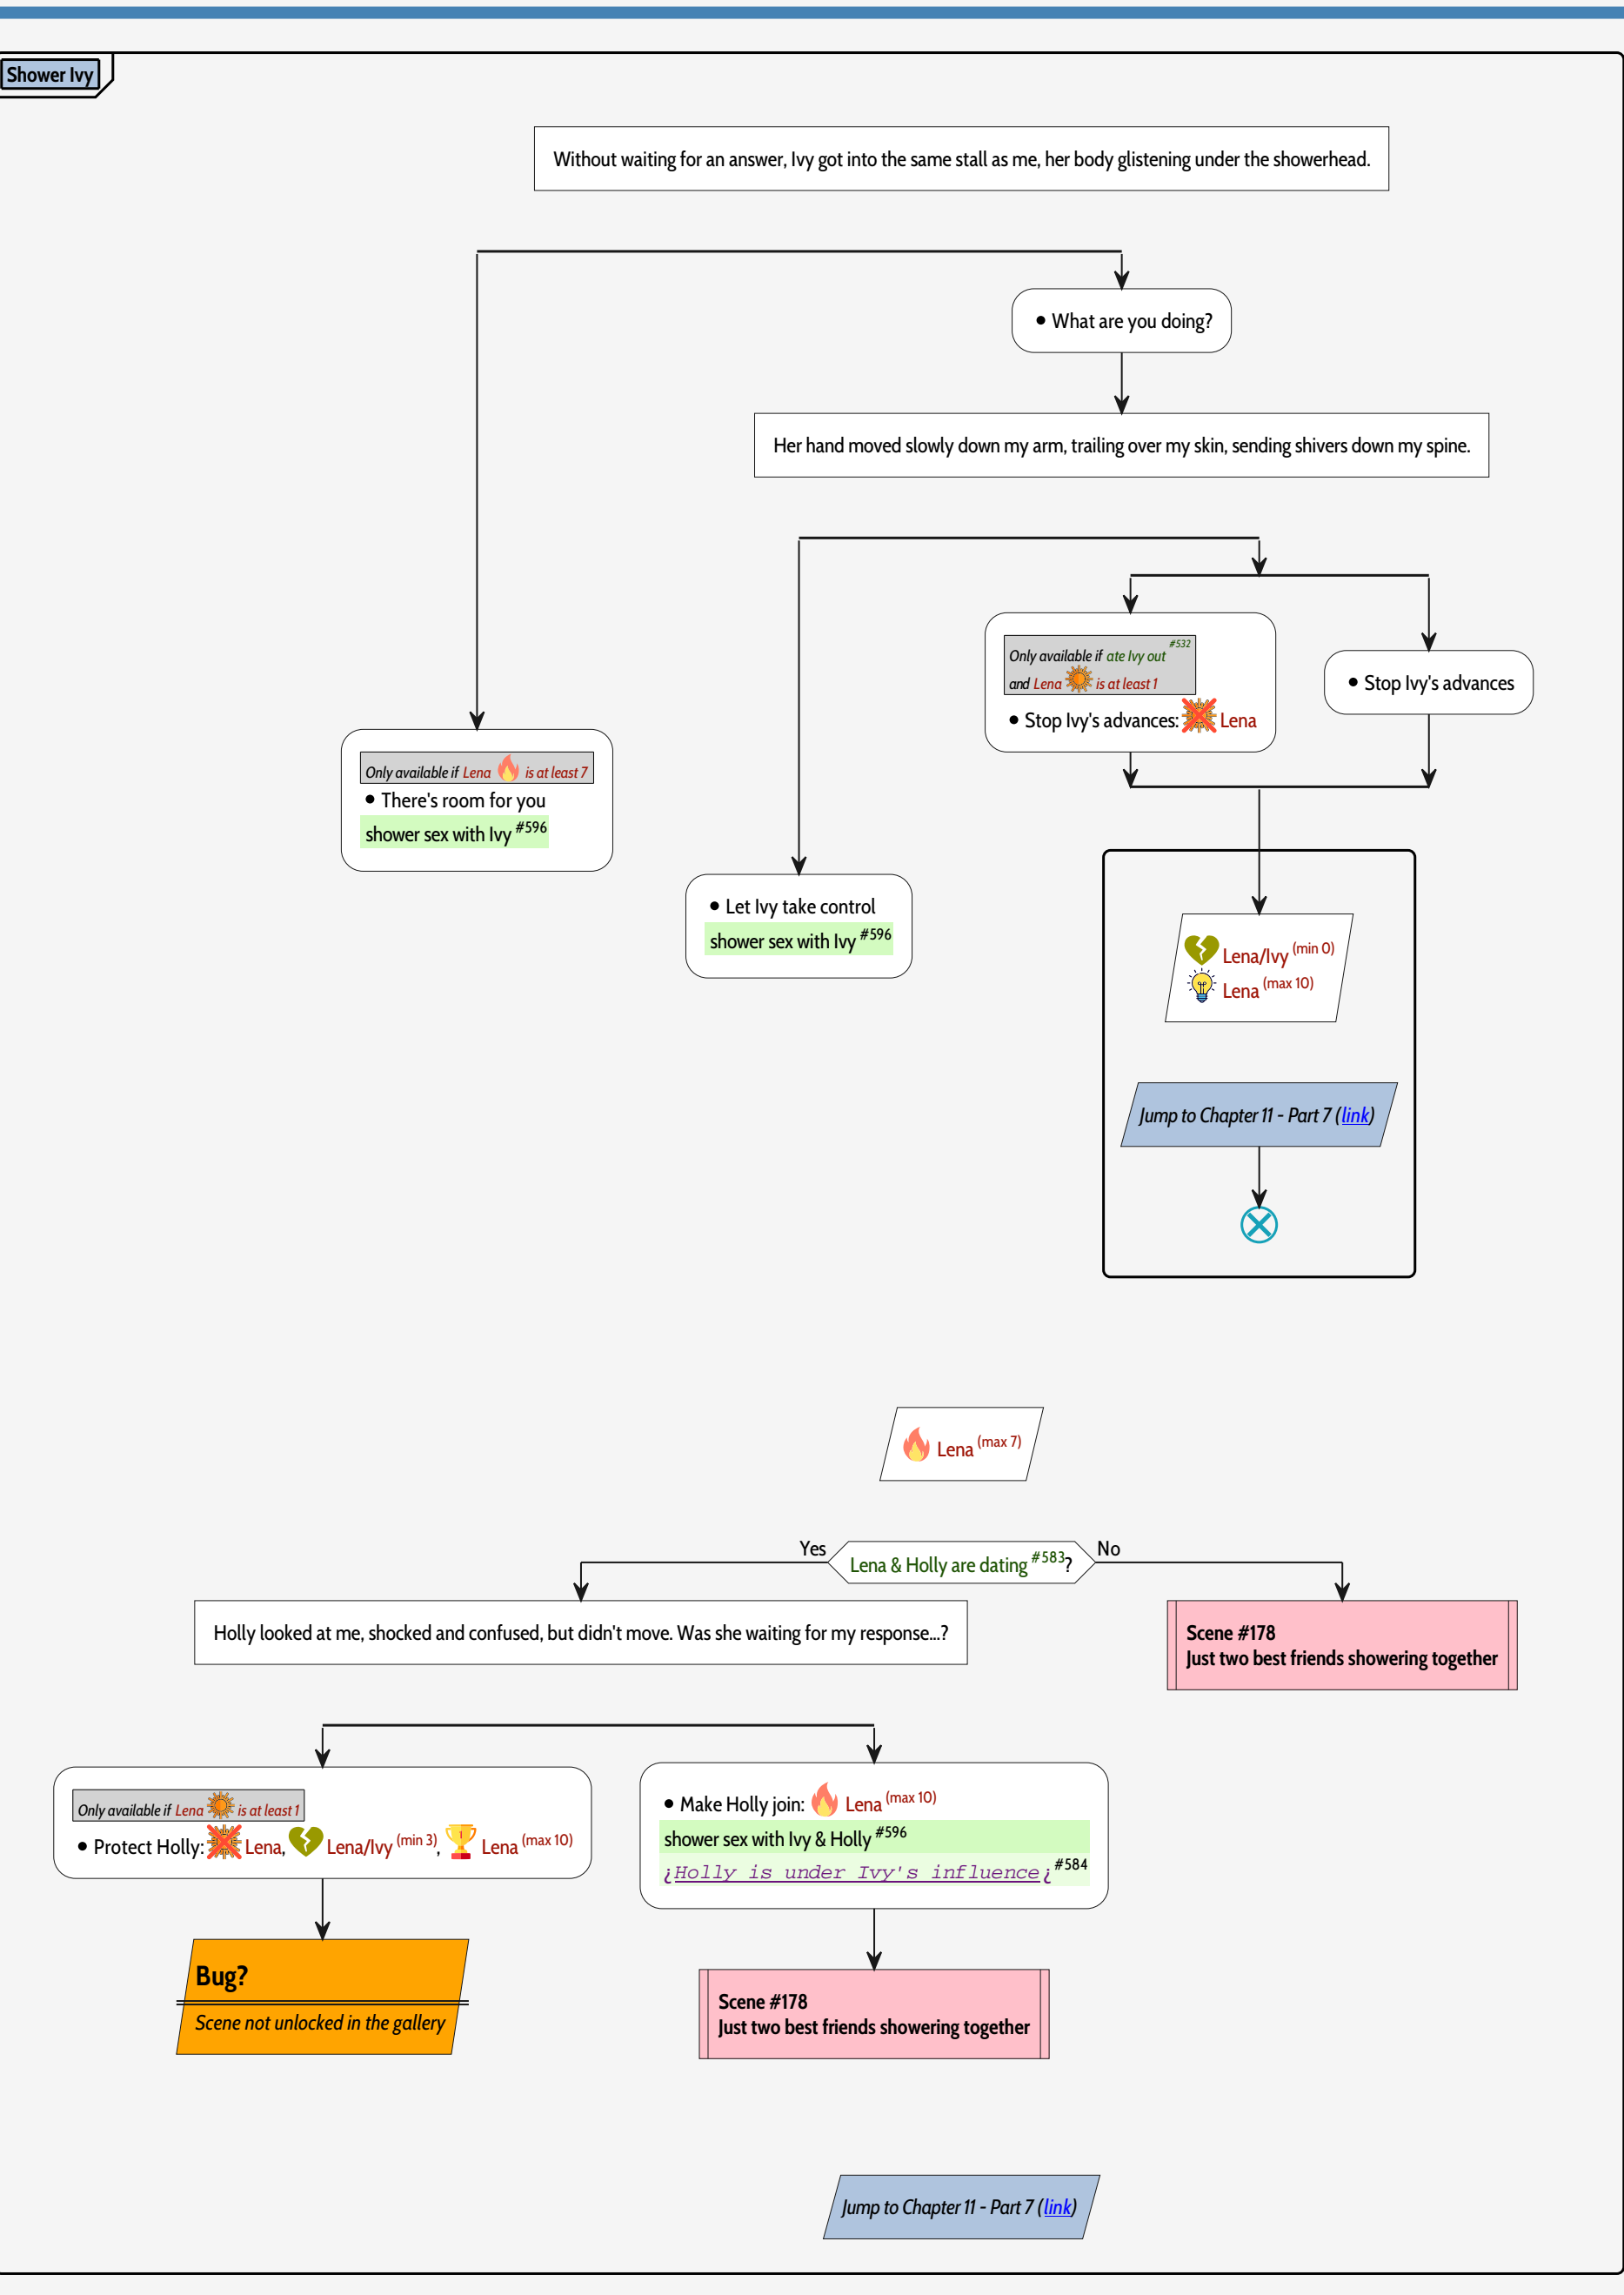 Shower Ivy
Without waiting for an answer, Ivy got into the same stall as me, her body glistening under the showerhead.
• What are you doing?
Her hand moved slowly down my arm, trailing over my skin, sending shivers down my spine.
Only available if ate Ivy out #532
and Lena is at least 1
• Stop Ivy's advances: Lena
• Stop Ivy's advances
Only available if Lena is at least 7
• There's room for you
shower sex with Ivy #596
• Let Ivy take control
shower sex with Ivy #596
Lena/Ivy (min 0)
Lena (max 10)
Jump to Chapter 11 - Part 7 (link)
Lena (max 7)
Yes
Lena & Holly are dating #583?
No
Holly looked at me, shocked and confused, but didn't move. Was she waiting for my response...?
Scene #178
Just two best friends showering together
Only available if Lena is at least 1
• Protect Holly: Lena, Lena/Ivy (min 3), Lena (max 10)
• Make Holly join: Lena (max 10)
shower sex with Ivy & Holly #596
¿Holly is under Ivy's influence¿ #584
Bug?
Scene not unlocked in the gallery
Scene #178
Just two best friends showering together
Jump to Chapter 11 - Part 7 (link)